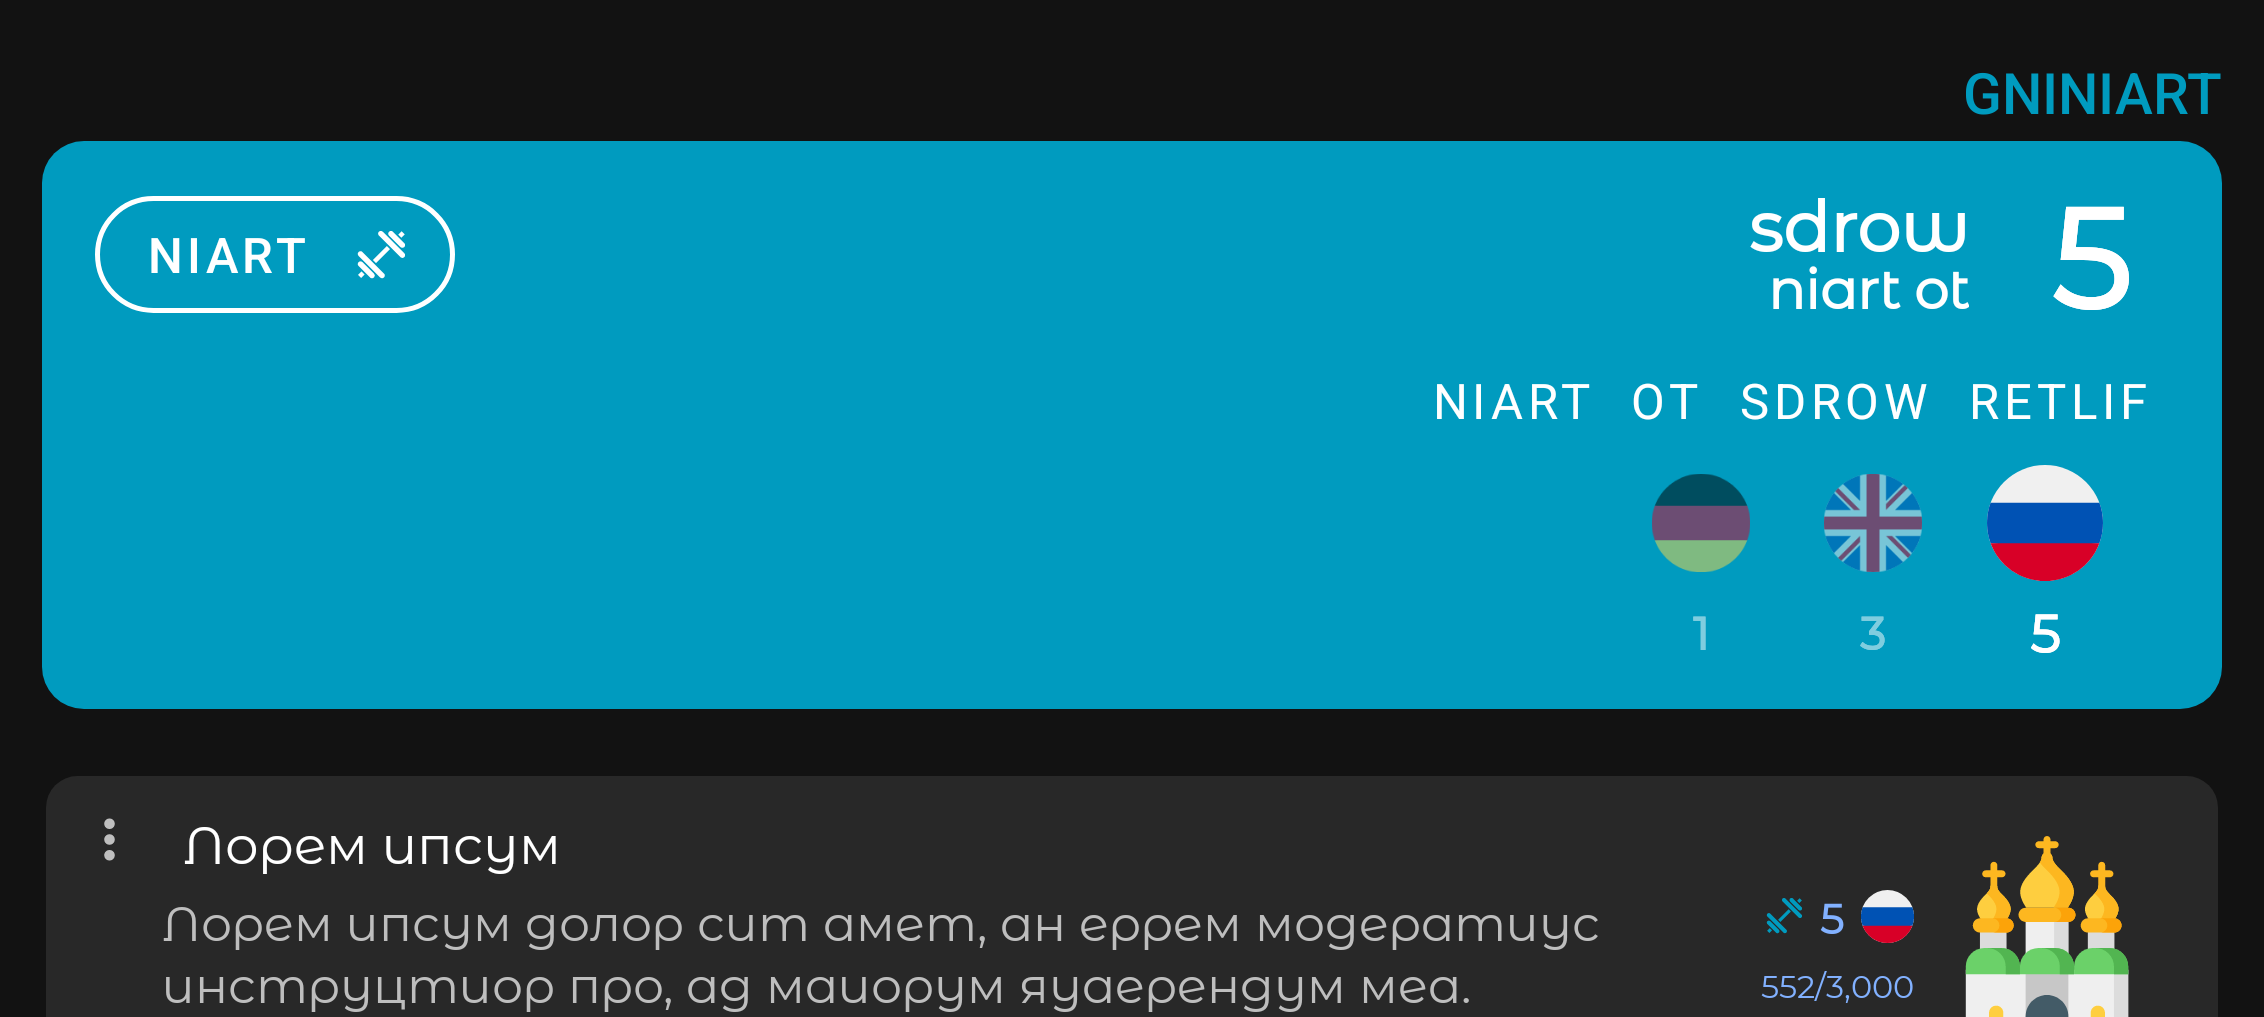 GNINIART
5 sdrow
niart ot
NIART
NIART OT SDROW RETLIF
1 3 5
Лорем ипсум
Лорем ипсум долор сит амет, ан еррем модератиус
инструцтиор про, ад маиорум яуаерендум меа.
5
552/3,000